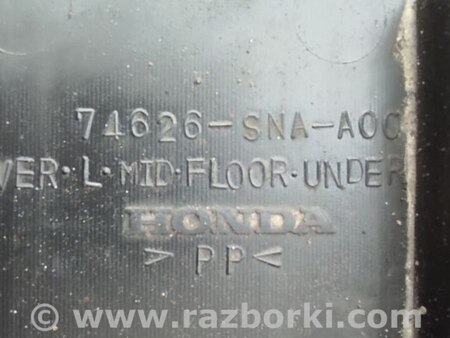 74626-SNA-A00
VER·L·MID·FLOOR·UNDER
HONDA
>PP<
© www.razborki.com